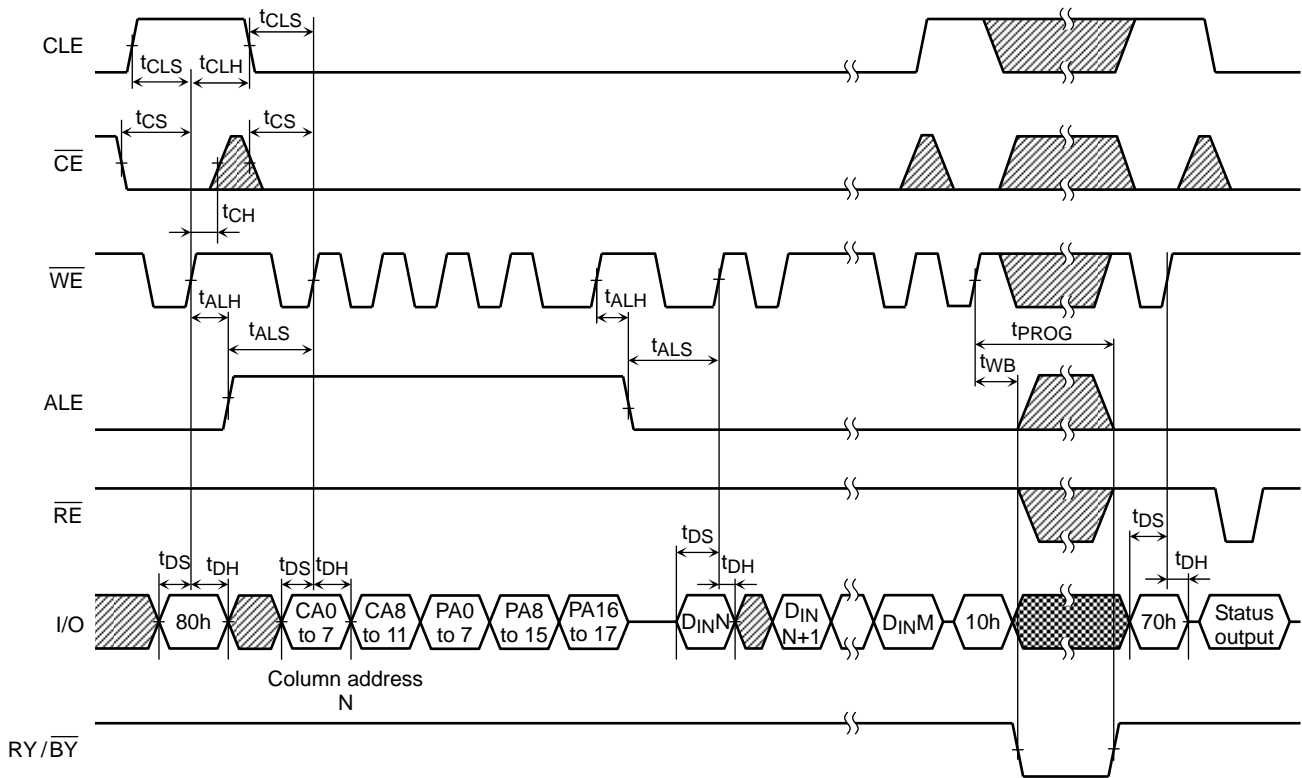 CLE
tCLS
tCLS
tCLH
CE
tCS
tCS
tCH
WE
tALH
tALS
tALH
tALS
tPROG
tWB
ALE
RE
tDS
tDH
tDS
tDH
tDS
tDH
tDS
tDH
I/O
80h
CA0 to 7
CA8 to 11
PA0 to 7
PA8 to 15
PA16 to 17
DINN
DIN N+1
DINM
10h
70h
Status output
Column address
N
RY/BY